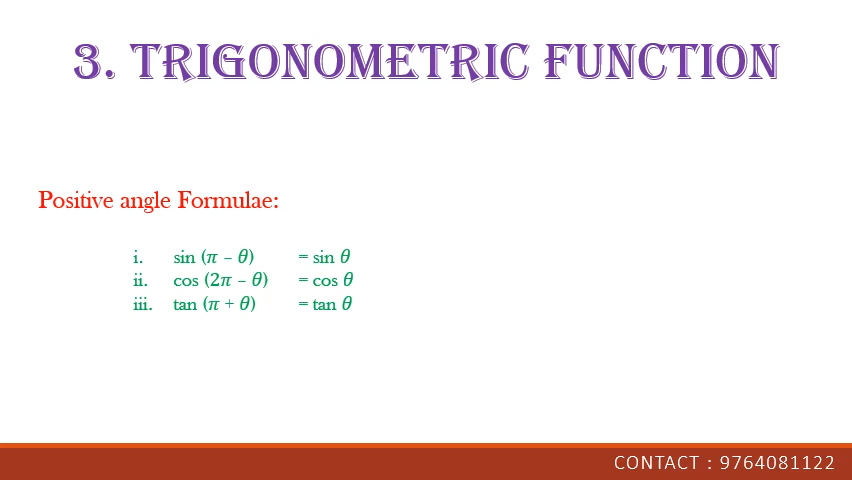 3. TRIGONOMETRIC FUNCTION
Positive angle Formulae:
i. sin (π – θ) = sin θ
ii. cos (2π – θ) = cos θ
iii. tan (π + θ) = tan θ
CONTACT : 9764081122